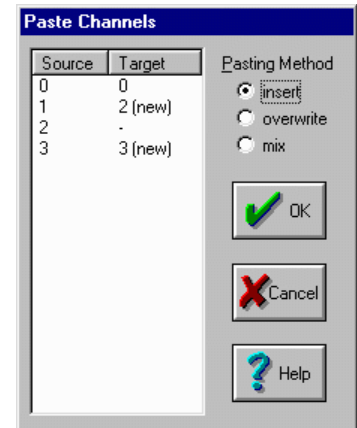 Paste Channels
Source Target
0 0
1 2 (new)
2 -
3 3 (new)
Pasting Method
insert
overwrite
mix
OK
Cancel
Help